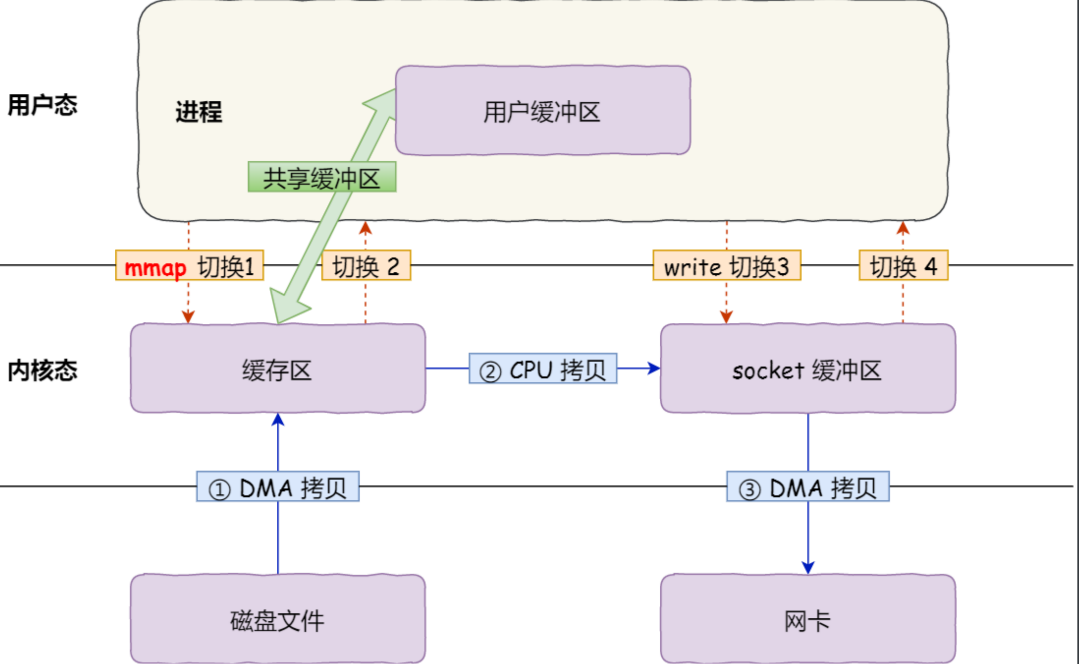 用户态
进程
用户缓冲区
共享缓冲区
mmap 切换1
切换 2
write 切换3
切换 4
内核态
缓存区
② CPU 拷贝
socket 缓冲区
① DMA 拷贝
③ DMA 拷贝
磁盘文件
网卡